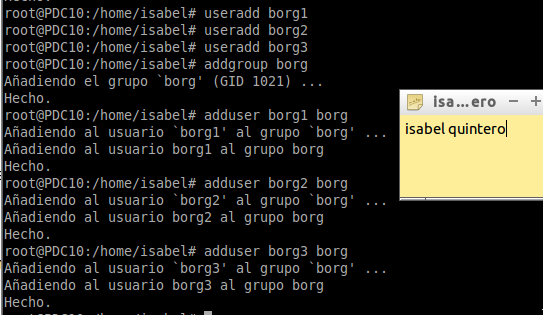 Hecho.
root@PDC10:/home/isabel# useradd borg1
root@PDC10:/home/isabel# useradd borg2
root@PDC10:/home/isabel# useradd borg3
root@PDC10:/home/isabel# addgroup borg
Añadiendo el grupo `borg' (GID 1021) ...
Hecho.
root@PDC10:/home/isabel# adduser borg1 borg
Añadiendo al usuario `borg1' al grupo `borg' ...
Añadiendo al usuario borg1 al grupo borg
Hecho.
root@PDC10:/home/isabel# adduser borg2 borg
Añadiendo al usuario `borg2' al grupo `borg' ...
Añadiendo al usuario borg2 al grupo borg
Hecho.
root@PDC10:/home/isabel# adduser borg3 borg
Añadiendo al usuario `borg3' al grupo `borg' ...
Añadiendo al usuario borg3 al grupo borg
Hecho.
isa...ero
isabel quintero